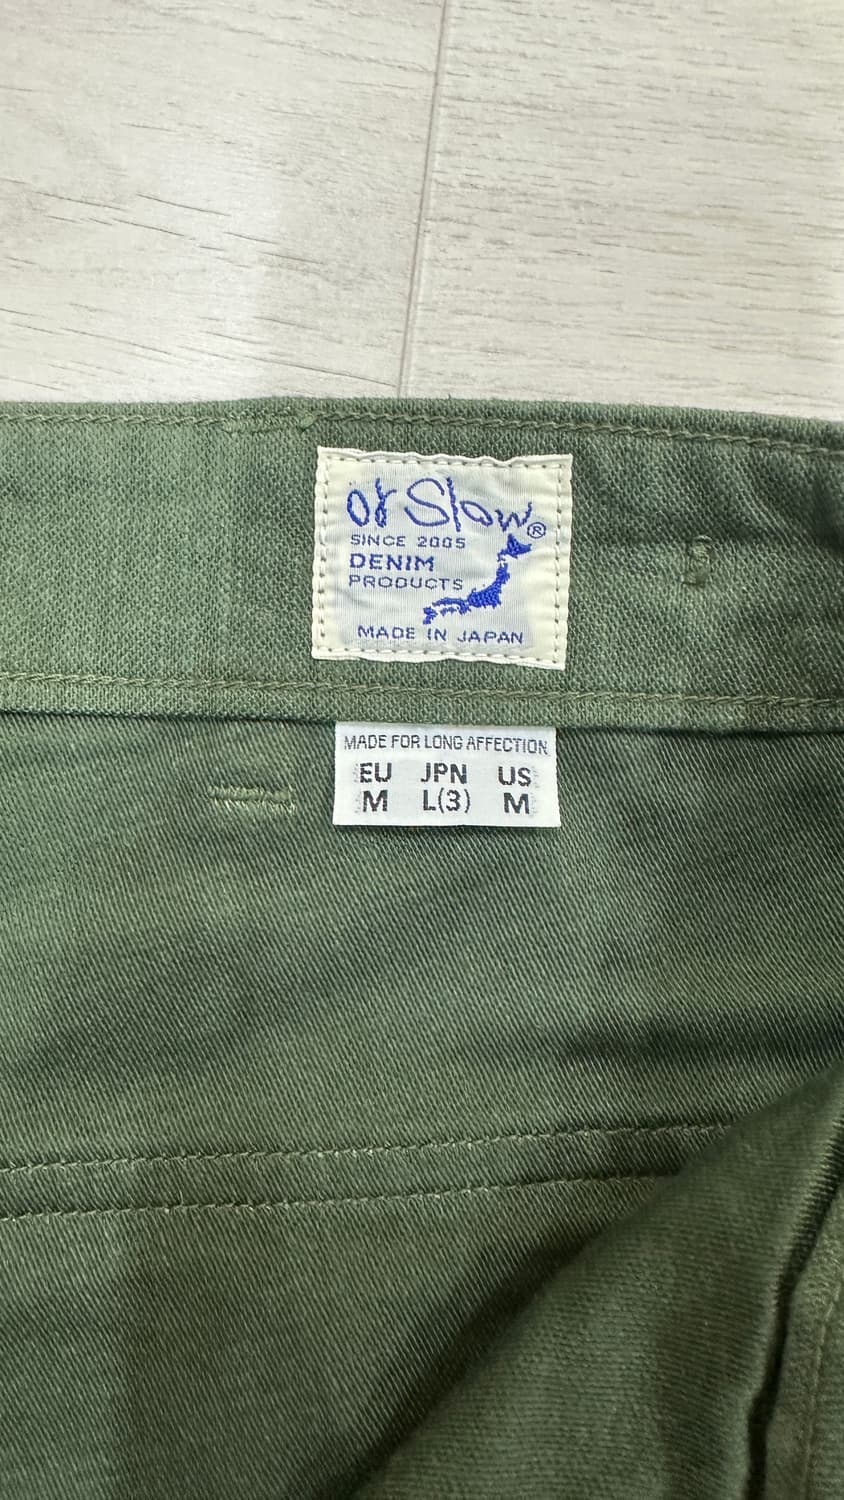 or Slow®
SINCE 2005
DENIM
PRODUCTS
MADE IN JAPAN
MADE FOR LONG AFFECTION
EU JPN US
M L(3) M